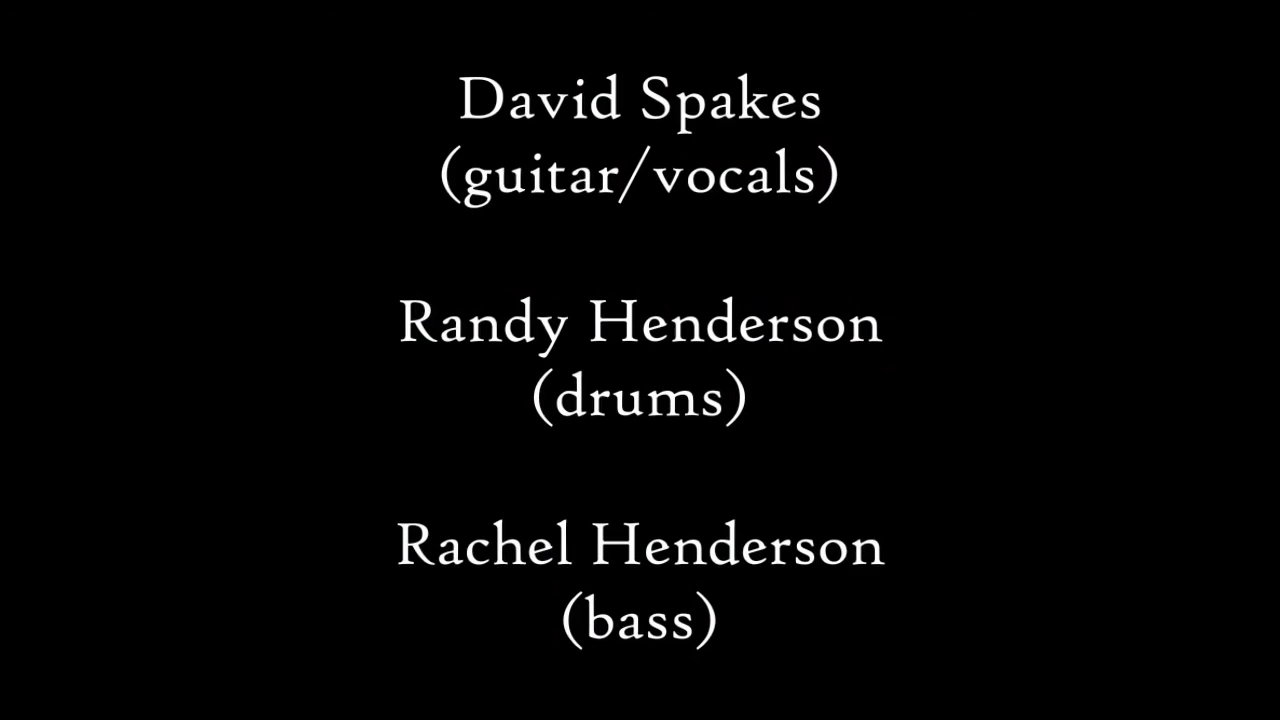 David Spakes
(guitar/vocals)
Randy Henderson
(drums)
Rachel Henderson
(bass)